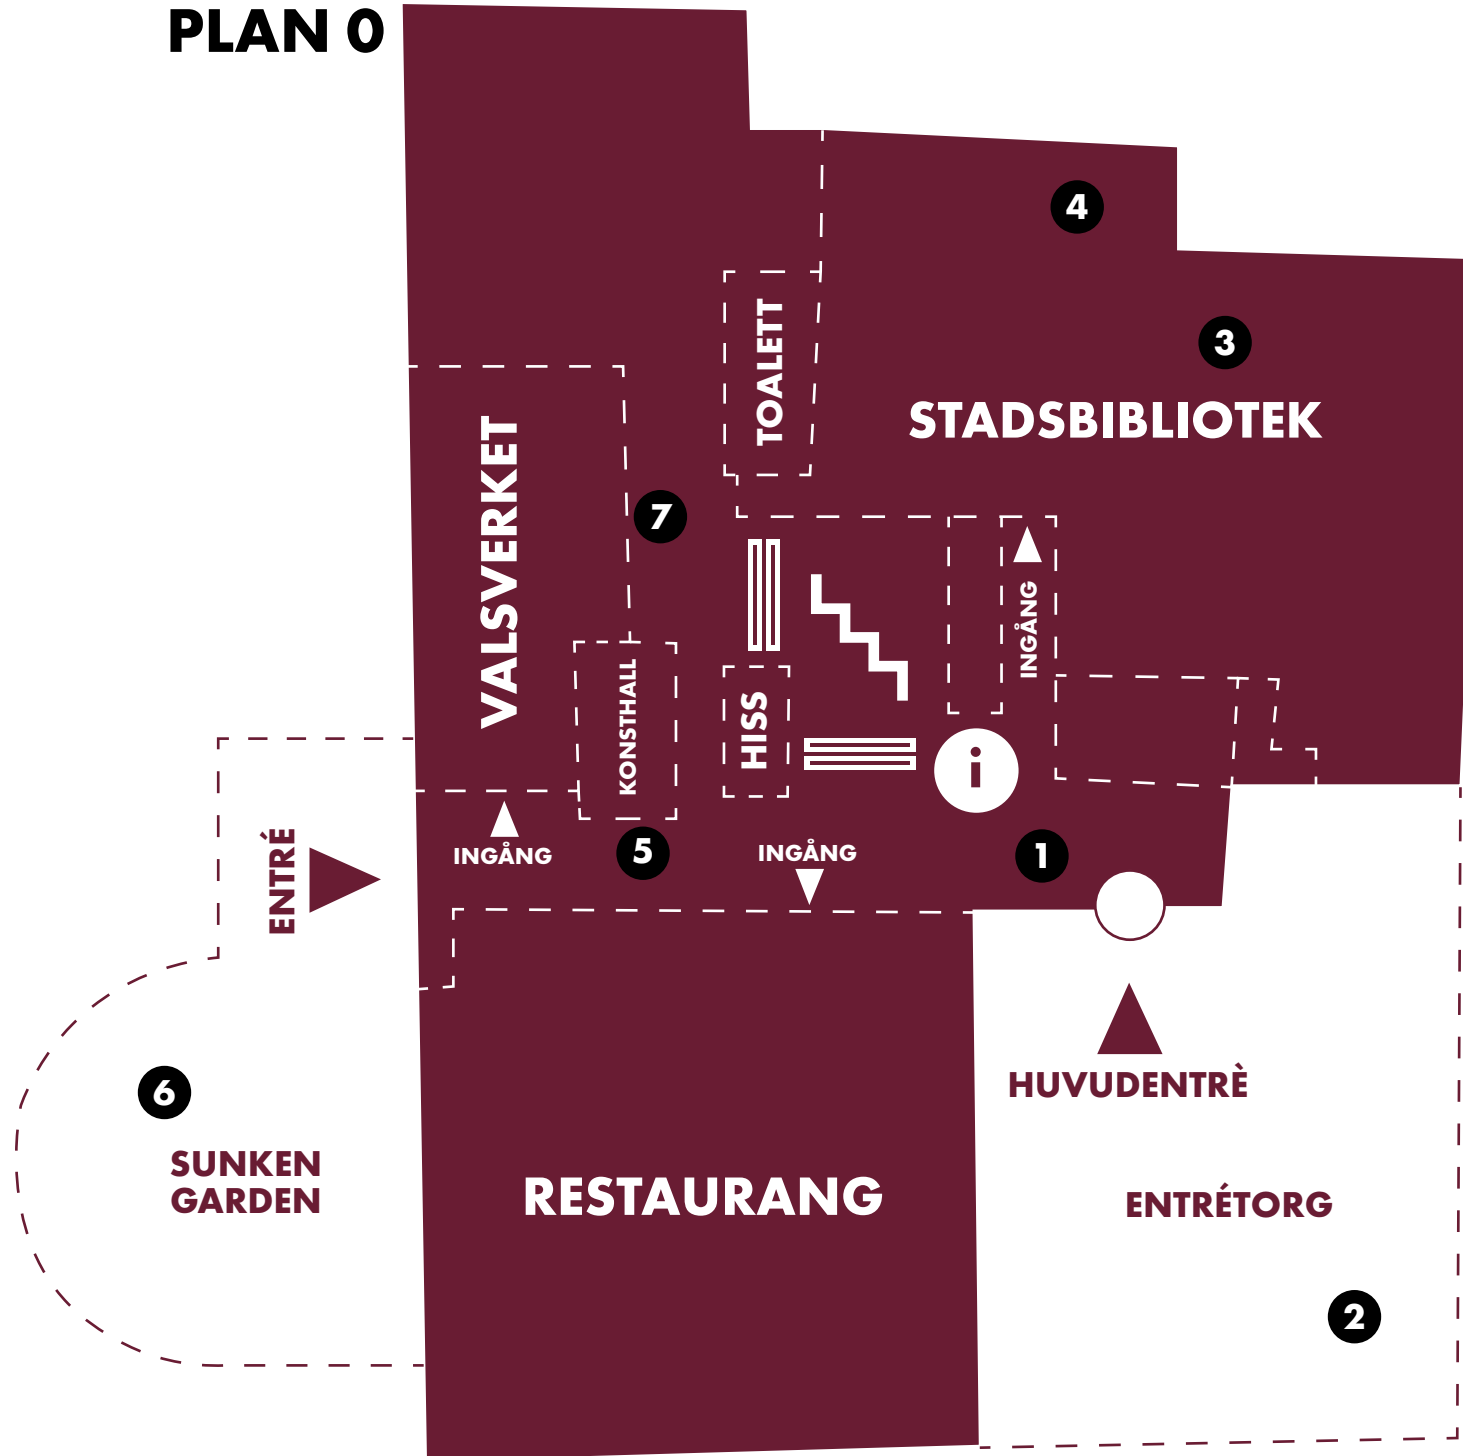 PLAN 0
4
3
TOALETT
STADSBIBLIOTEK
VALSVERKET
7
INGÅNG
KONSTHALL
HISS
i
ENTRÉ
INGÅNG
5
INGÅNG
1
6
HUVUDENTRÈ
SUNKEN
GARDEN
RESTAURANG
ENTRÉTORG
2